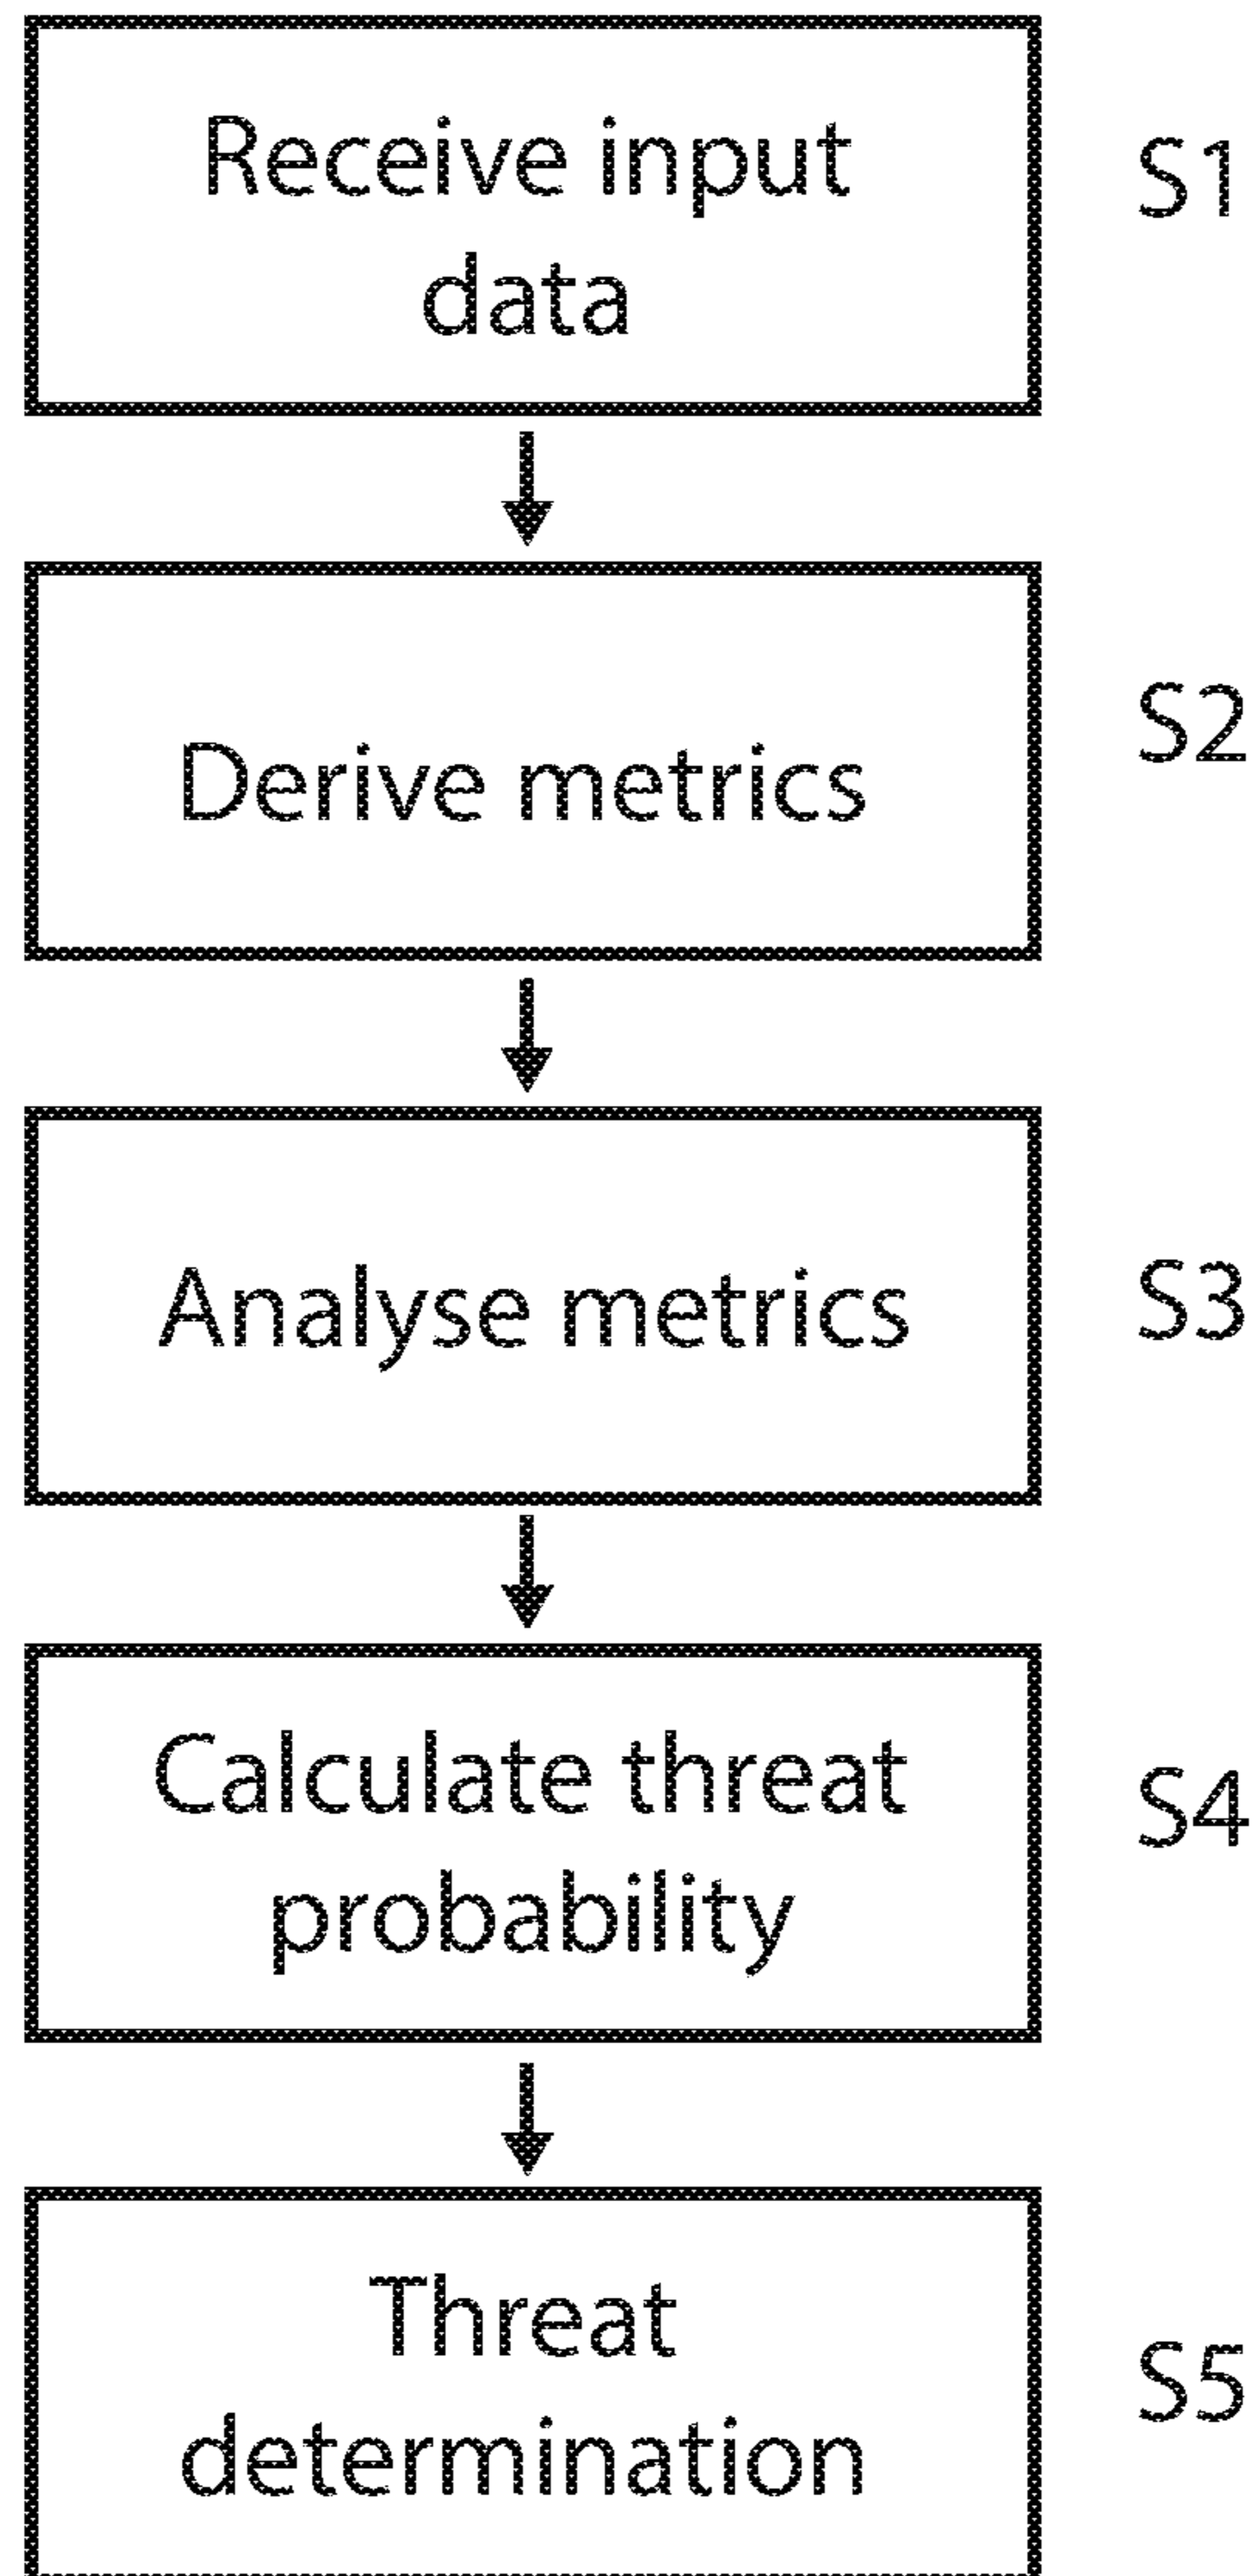 Receive input
data
S1
Derive metrics
S2
Analyse metrics
S3
Calculate threat
probability
S4
Threat
determination
S5